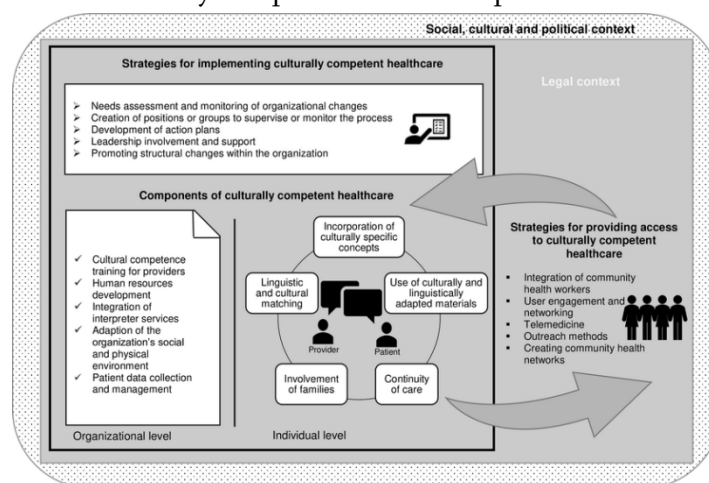 Social, cultural and political context
Legal context
Strategies for implementing culturally competent healthcare
Needs assessment and monitoring of organizational changes
Creation of positions or groups to supervise or monitor the process
Development of action plans
Leadership involvement and support
Promoting structural changes within the organization
Components of culturally competent healthcare
Cultural competence
training for providers
Human resources
development
Integration of
interpreter services
Adaption of the
organization's social
and physical
environment
Patient data collection
and management
Organizational level
Incorporation of
culturally specific
concepts
Linguistic
and cultural
matching
Use of culturally and
linguistically
adapted materials
Provider
Patient
Involvement
of families
Continuity
of care
Individual level
Strategies for providing access
to culturally competent
healthcare
Integration of community
health workers
User engagement and
networking
Telemedicine
Outreach methods
Creating community health
networks